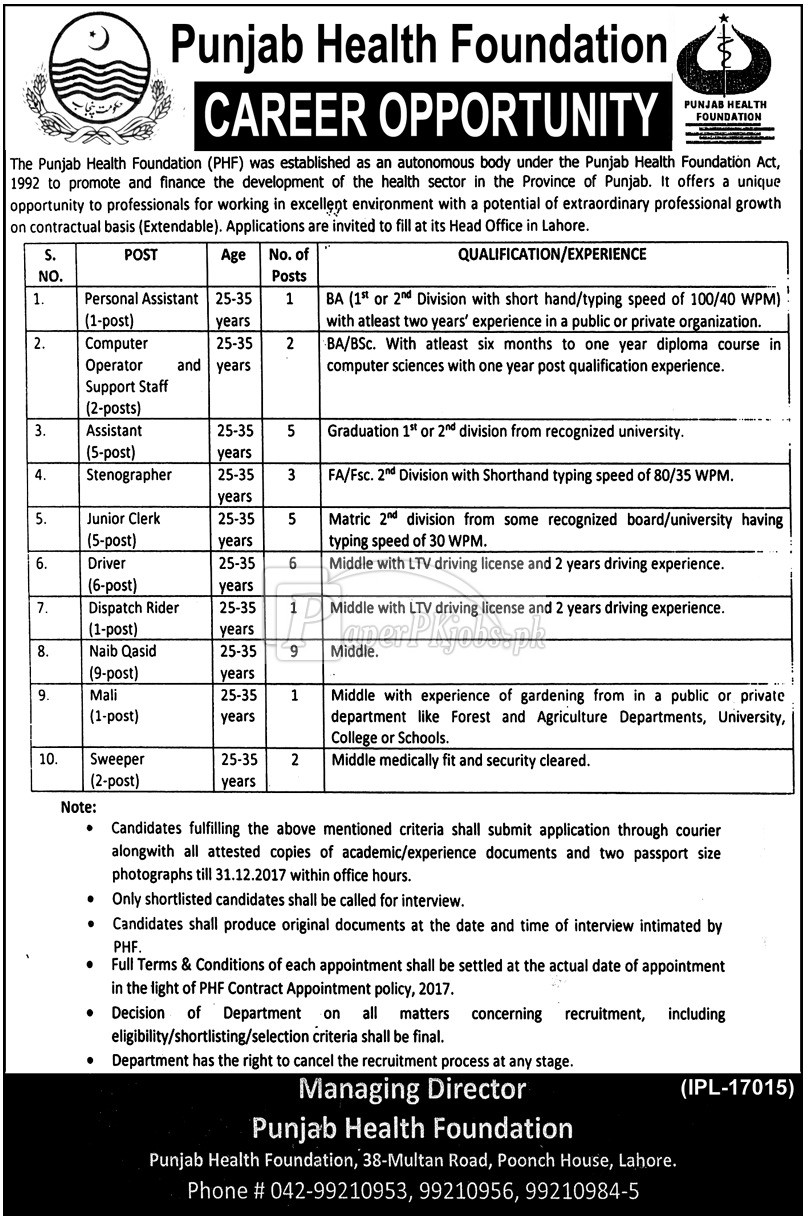 Punjab Health Foundation
CAREER OPPORTUNITY
حکومت پنجاب
PUNJAB HEALTH
FOUNDATION
The Punjab Health Foundation (PHF) was established as an autonomous body under the Punjab Health Foundation Act,
1992 to promote and finance the development of the health sector in the Province of Punjab. It offers a unique
opportunity to professionals for working in excellent environment with a potential of extraordinary professional growth
on contractual basis (Extendable). Applications are invited to fill at its Head Office in Lahore.
S. NO. POST Age No. of Posts QUALIFICATION/EXPERIENCE
1. Personal Assistant 25-35 1 BA (1st or 2nd Division with short hand/typing speed of 100/40 WPM)
(1-post) years with atleast two years' experience in a public or private organization.
2. Computer 25-35 2 BA/BSc. With atleast six months to one year diploma course in
Operator and years computer sciences with one year post qualification experience.
Support Staff
(2-posts)
3. Assistant 25-35 5 Graduation 1st or 2nd division from recognized university.
(5-post) years
4. Stenographer 25-35 3 FA/Fsc. 2nd Division with Shorthand typing speed of 80/35 WPM.
years
5. Junior Clerk 25-35 5 Matric 2nd division from some recognized board/university having
(5-post) years typing speed of 30 WPM.
6. Driver 25-35 6 Middle with LTV driving license and 2 years driving experience.
(6-post) years
7. Dispatch Rider 25-35 1 Middle with LTV driving license and 2 years driving experience.
(1-post) years
PaperPKjobs.pk
8. Naib Qasid 25-35 9 Middle.
(9-post) years
9. Mali 25-35 1 Middle with experience of gardening from in a public or private
(1-post) years department like Forest and Agriculture Departments, University,
College or Schools.
10. Sweeper 25-35 2 Middle medically fit and security cleared.
(2-post) years
Note:
• Candidates fulfilling the above mentioned criteria shall submit application through courier
alongwith all attested copies of academic/experience documents and two passport size
photographs till 31.12.2017 within office hours.
• Only shortlisted candidates shall be called for interview.
• Candidates shall produce original documents at the date and time of interview intimated by
PHF.
• Full Terms & Conditions of each appointment shall be settled at the actual date of appointment
in the light of PHF Contract Appointment policy, 2017.
• Decision of Department on all matters concerning recruitment, including
eligibility/shortlisting/selection criteria shall be final.
• Department has the right to cancel the recruitment process at any stage.
Managing Director (IPL-17015)
Punjab Health Foundation
Punjab Health Foundation, 38-Multan Road, Poonch House, Lahore.
Phone # 042-99210953, 99210956, 99210984-5